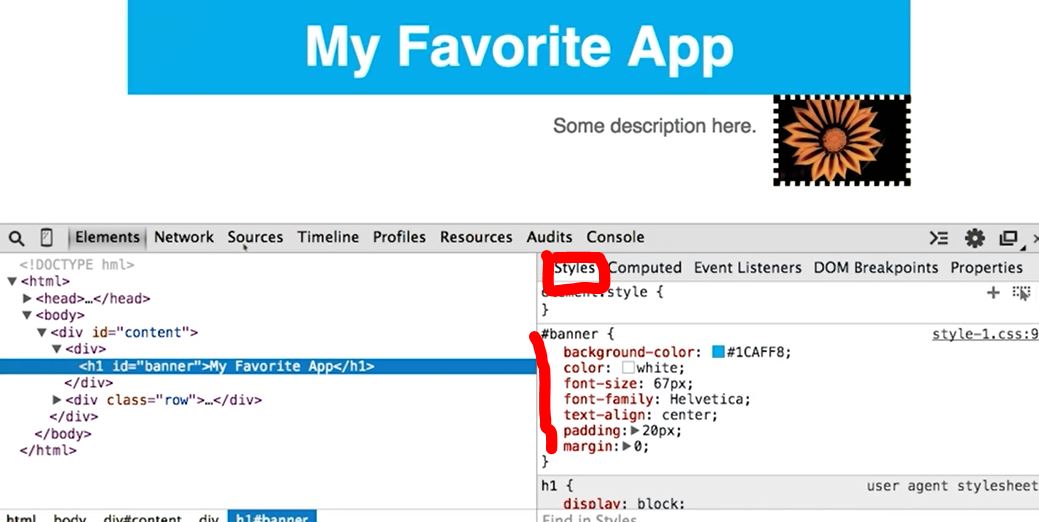 My Favorite App
Some description here.
Elements Network Sources Timeline Profiles Resources Audits Console
<!DOCTYPE hml>
▼<html>
▶<head>…</head>
▼<body>
▼<div id="content">
▼<div>
<h1 id="banner">My Favorite App</h1>
</div>
▶<div class="row">…</div>
</div>
</body>
</html>
html body div#content div h1#banner
Styles Computed Event Listeners DOM Breakpoints Properties
element.style {
}
#banner { style-1.css:9
background-color: #1CAFF8;
color: white;
font-size: 67px;
font-family: Helvetica;
text-align: center;
padding:▶20px;
margin:▶0;
}
h1 { user agent stylesheet
display: block;
Find in Styles